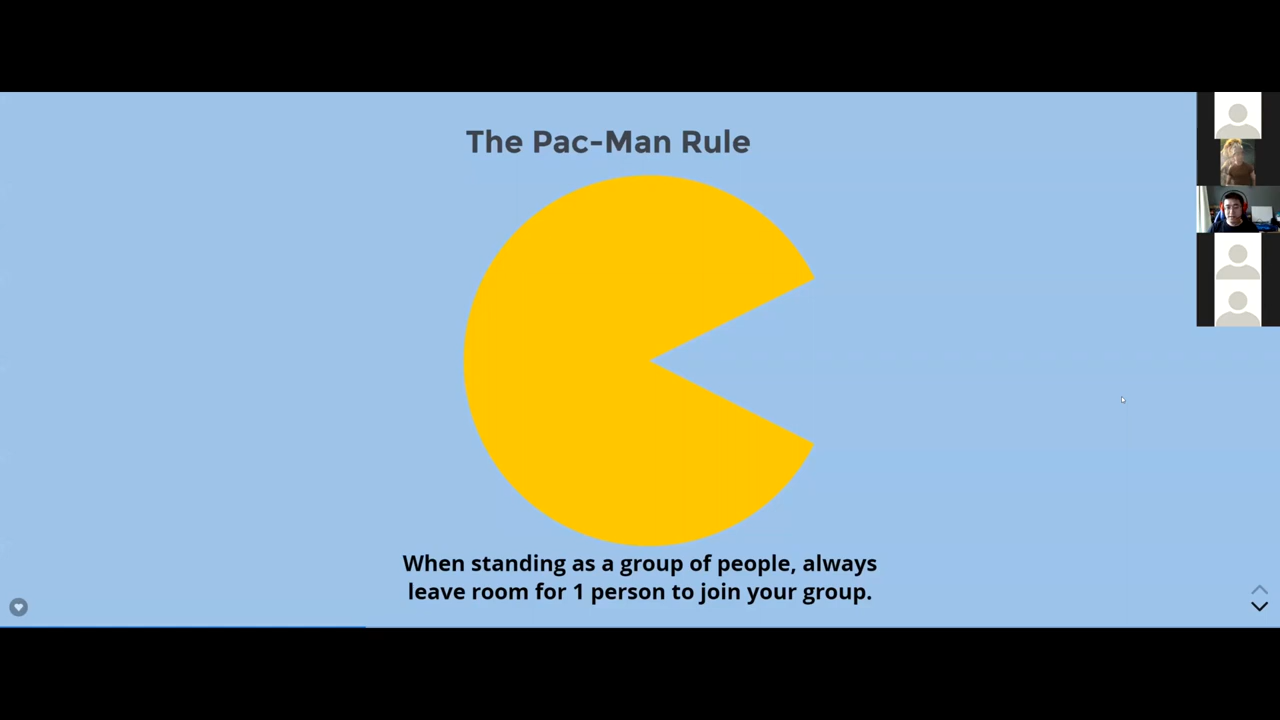 The Pac-Man Rule
When standing as a group of people, always
leave room for 1 person to join your group.